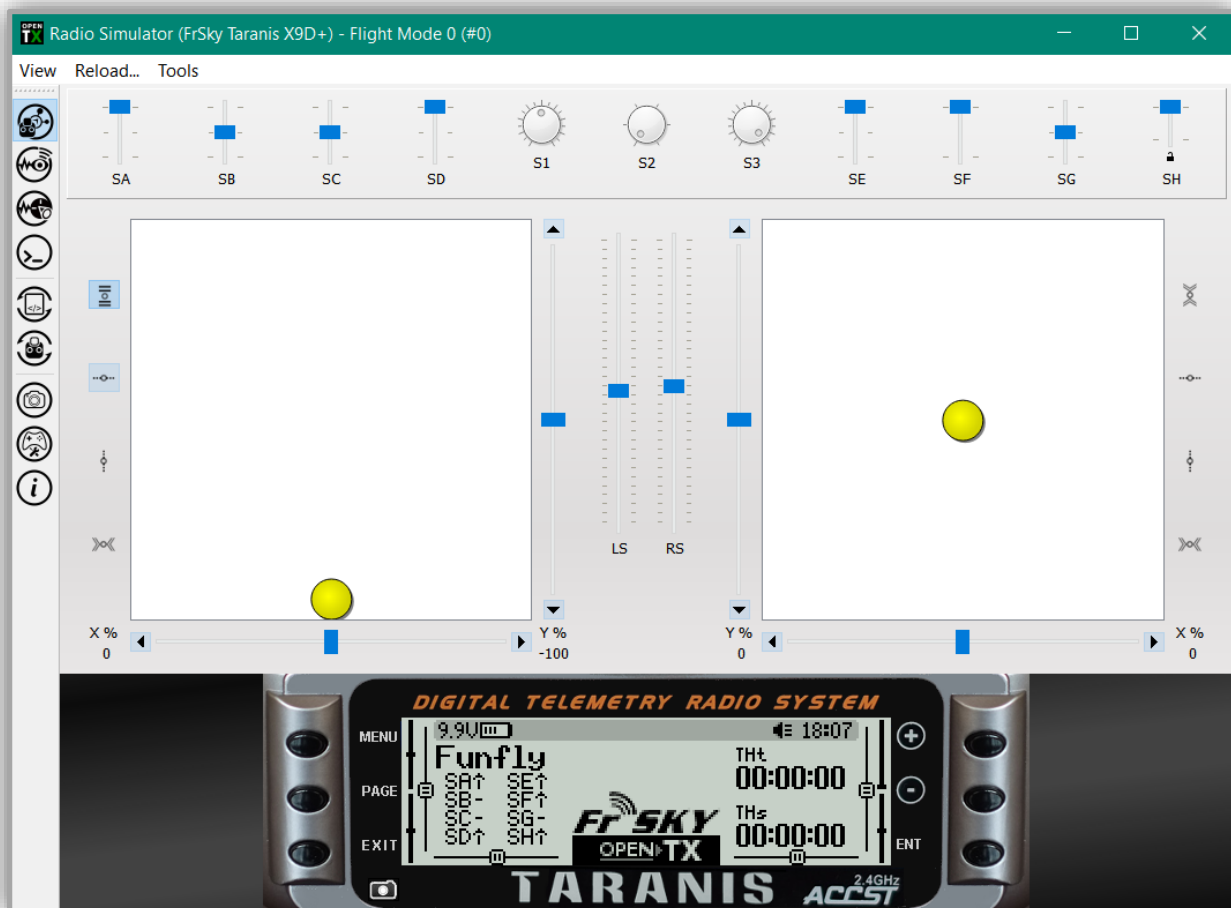 OPEN TX Radio Simulator (FrSky Taranis X9D+) - Flight Mode 0 (#0)
View Reload... Tools
SA SB SC SD S1 S2 S3 SE SF SG SH
LS RS
X % Y % Y % X %
0 -100 0 0
DIGITAL TELEMETRY RADIO SYSTEM
MENU 9.9V 18:07 +
Funfly THt
SA↑ SE↑ 00:00:00
PAGE SB- SF↑ -
SC- SG- FrSKY THs
SD↑ SH↑ 00:00:00
EXIT OPEN TX ENT
TARANIS ACCST 2.4GHz